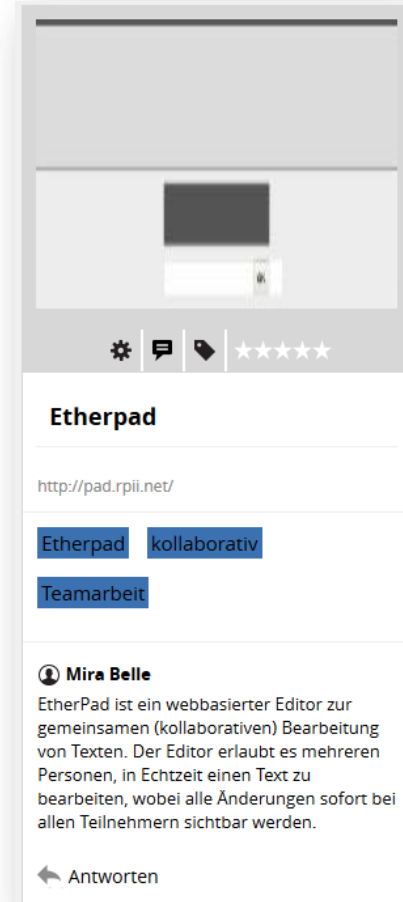 OK
Etherpad
http://pad.rpii.net/
Etherpad kollaborativ
Teamarbeit
Mira Belle
EtherPad ist ein webbasierter Editor zur
gemeinsamen (kollaborativen) Bearbeitung
von Texten. Der Editor erlaubt es mehreren
Personen, in Echtzeit einen Text zu
bearbeiten, wobei alle Änderungen sofort bei
allen Teilnehmern sichtbar werden.
Antworten